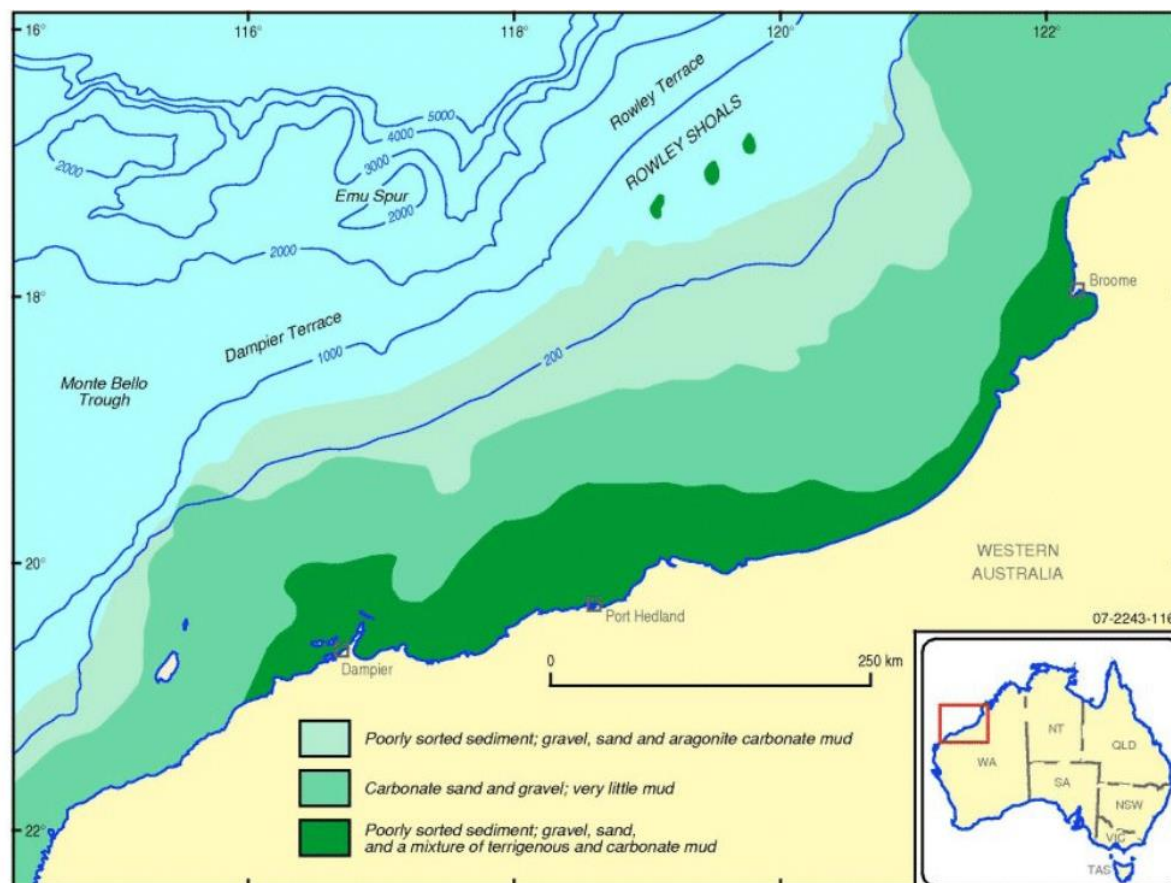 16°
116°
118°
120°
122°
5000
4000
3000
2000
Emu Spur
2000
2000
Rowley Terrace
ROWLEY SHOALS
18°
Dampier Terrace
1000
200
Monte Bello
Trough
Broome
20°
WESTERN
AUSTRALIA
Port Hedland
07-2243-116
Dampier
0
250 km
Poorly sorted sediment; gravel, sand and aragonite carbonate mud
Carbonate sand and gravel; very little mud
Poorly sorted sediment; gravel, sand,
and a mixture of terrigenous and carbonate mud
22°
NT
QLD
WA
SA
NSW
VIC
TAS